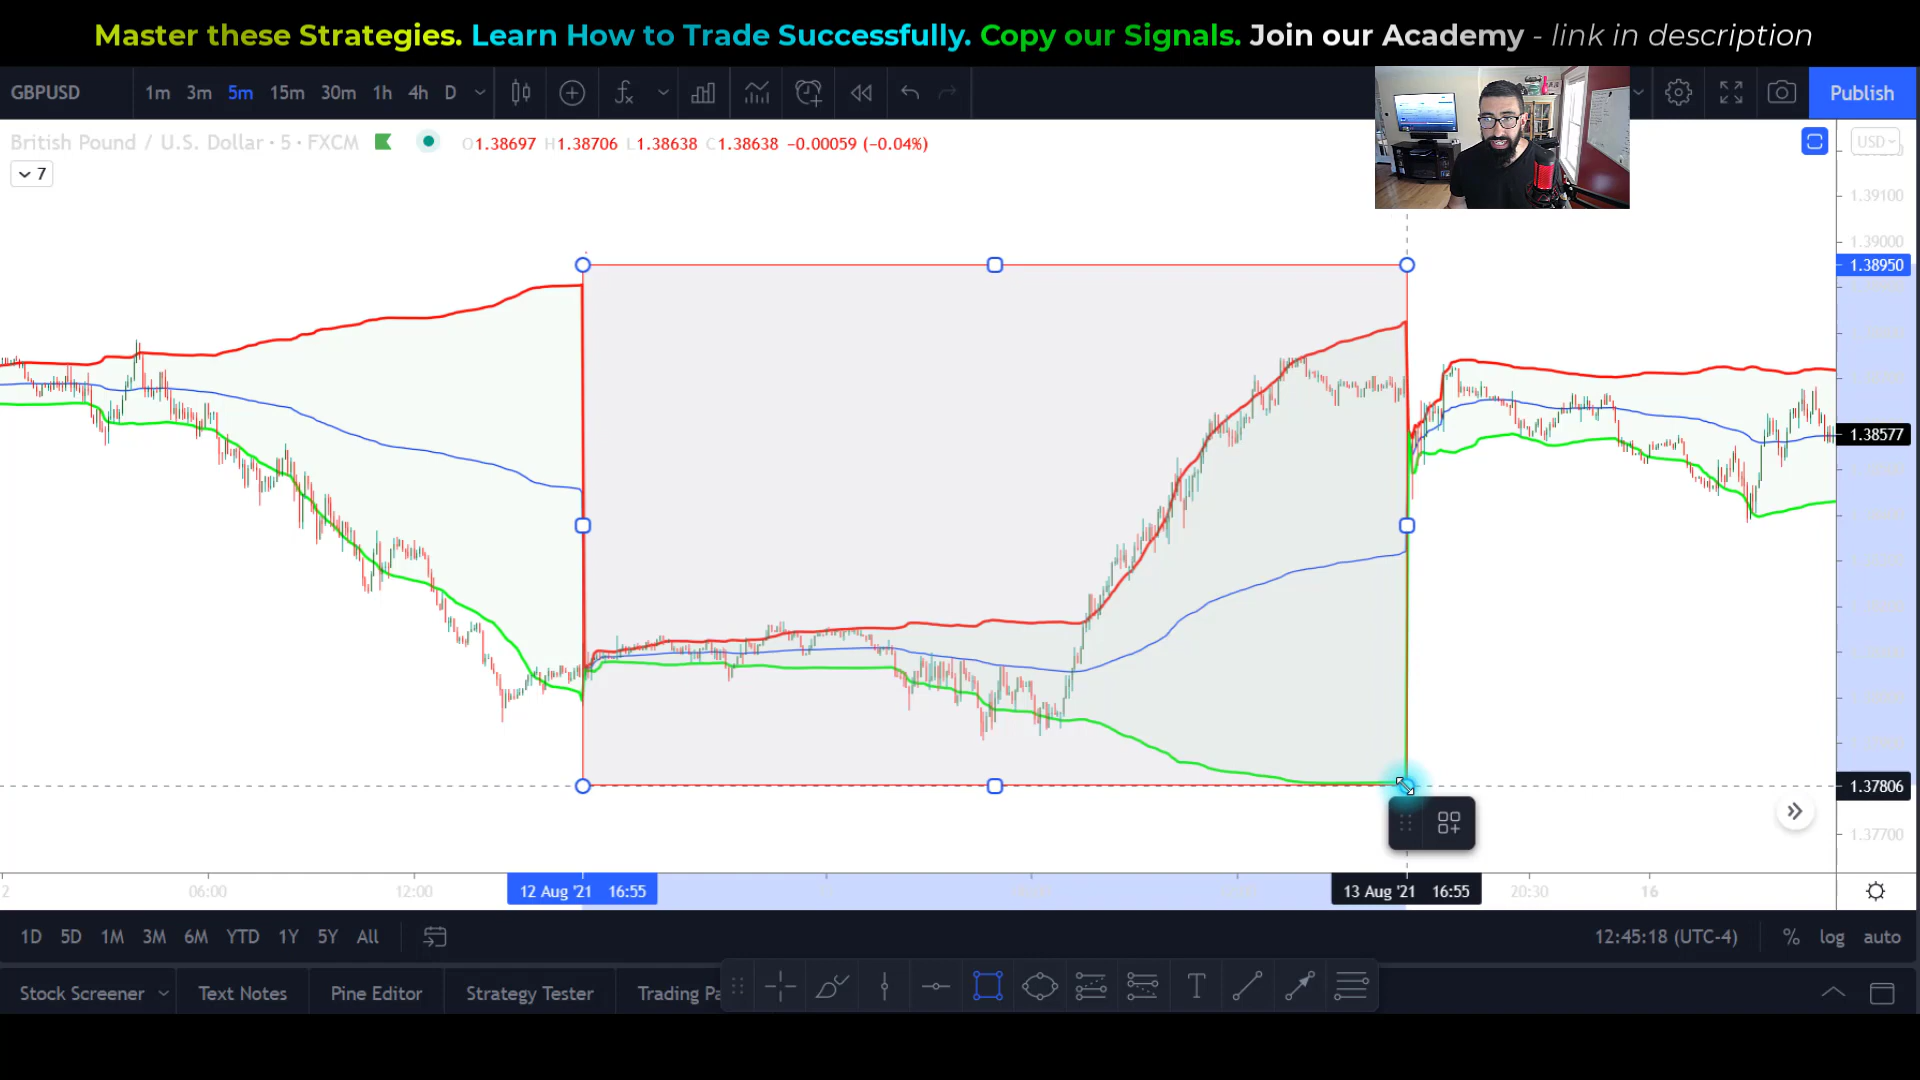 Master these Strategies. Learn How to Trade Successfully. Copy our Signals. Join our Academy - link in description
GBPUSD 1m 3m 5m 15m 30m 1h 4h D Publish
British Pound / U.S. Dollar · 5 · FXCM O1.38697 H1.38706 L1.38638 C1.38638 −0.00059 (−0.04%) USD
7
1.39100
1.39000
1.38950
1.38577
1.37806
1.37700
2 06:00 12:00 12 Aug '21 16:55 13 Aug '21 16:55 20:30 16
1D 5D 1M 3M 6M YTD 1Y 5Y All 12:45:18 (UTC-4) % log auto
Stock Screener Text Notes Pine Editor Strategy Tester Trading Pa